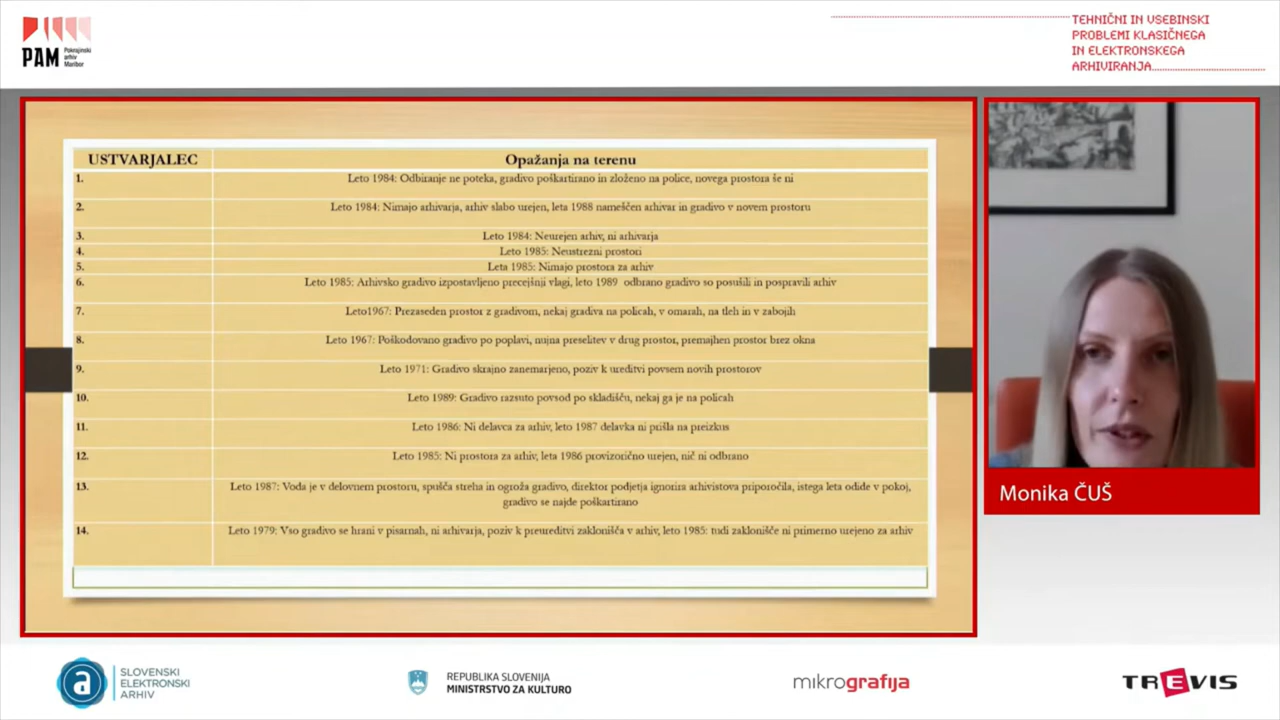 PAM Pokrajinski
arhiv
Maribor
TEHNIČNI IN VSEBINSKI
PROBLEMI KLASIČNEGA
IN ELEKTRONSKEGA
ARHIVIRANJA
USTVARJALEC Opažanja na terenu
1. Leto 1984: Odbiranje ne poteka, gradivo poškartirano in zloženo na police, novega prostora še ni
2. Leto 1984: Nimajo arhivarja, arhiv slabo urejen, leta 1988 nameščen arhivar in gradivo v novem prostoru
3. Leto 1984: Neurejen arhiv, ni arhivarja
4. Leto 1985: Neustrezni prostori
5. Leta 1985: Nimajo prostora za arhiv
6. Leto 1985: Arhivsko gradivo izpostavljeno precejšnji vlagi, leto 1989 odbrano gradivo so posušili in pospravili arhiv
7. Leto1967: Prezaseden prostor z gradivom, nekaj gradiva na policah, v omarah, na tleh in v zabojih
8. Leto 1967: Poškodovano gradivo po poplavi, nujna preselitev v drug prostor, premajhen prostor brez okna
9. Leto 1971: Gradivo skrajno zanemarjeno, poziv k ureditvi povsem novih prostorov
10. Leto 1989: Gradivo razsuto povsod po skladišču, nekaj ga je na policah
11. Leto 1986: Ni delavca za arhiv, leto 1987 delavka ni prišla na preizkus
12. Leto 1985: Ni prostora za arhiv, leta 1986 provizorično urejen, nič ni odbrano
13. Leto 1987: Voda je v delovnem prostoru, spušča streha in ogroža gradivo, direktor podjetja ignorira arhivistova priporočila, istega leta odide v pokoj,
gradivo se najde poškartirano
14. Leto 1979: Vso gradivo se hrani v pisarnah, ni arhivarja, poziv k preureditvi zaklonišča v arhiv, leto 1985: tudi zaklonišče ni primerno urejeno za arhiv
Monika ČUŠ
a SLOVENSKI
ELEKTRONSKI
ARHIV
REPUBLIKA SLOVENIJA
MINISTRSTVO ZA KULTURO
mikrografija
TREVIS